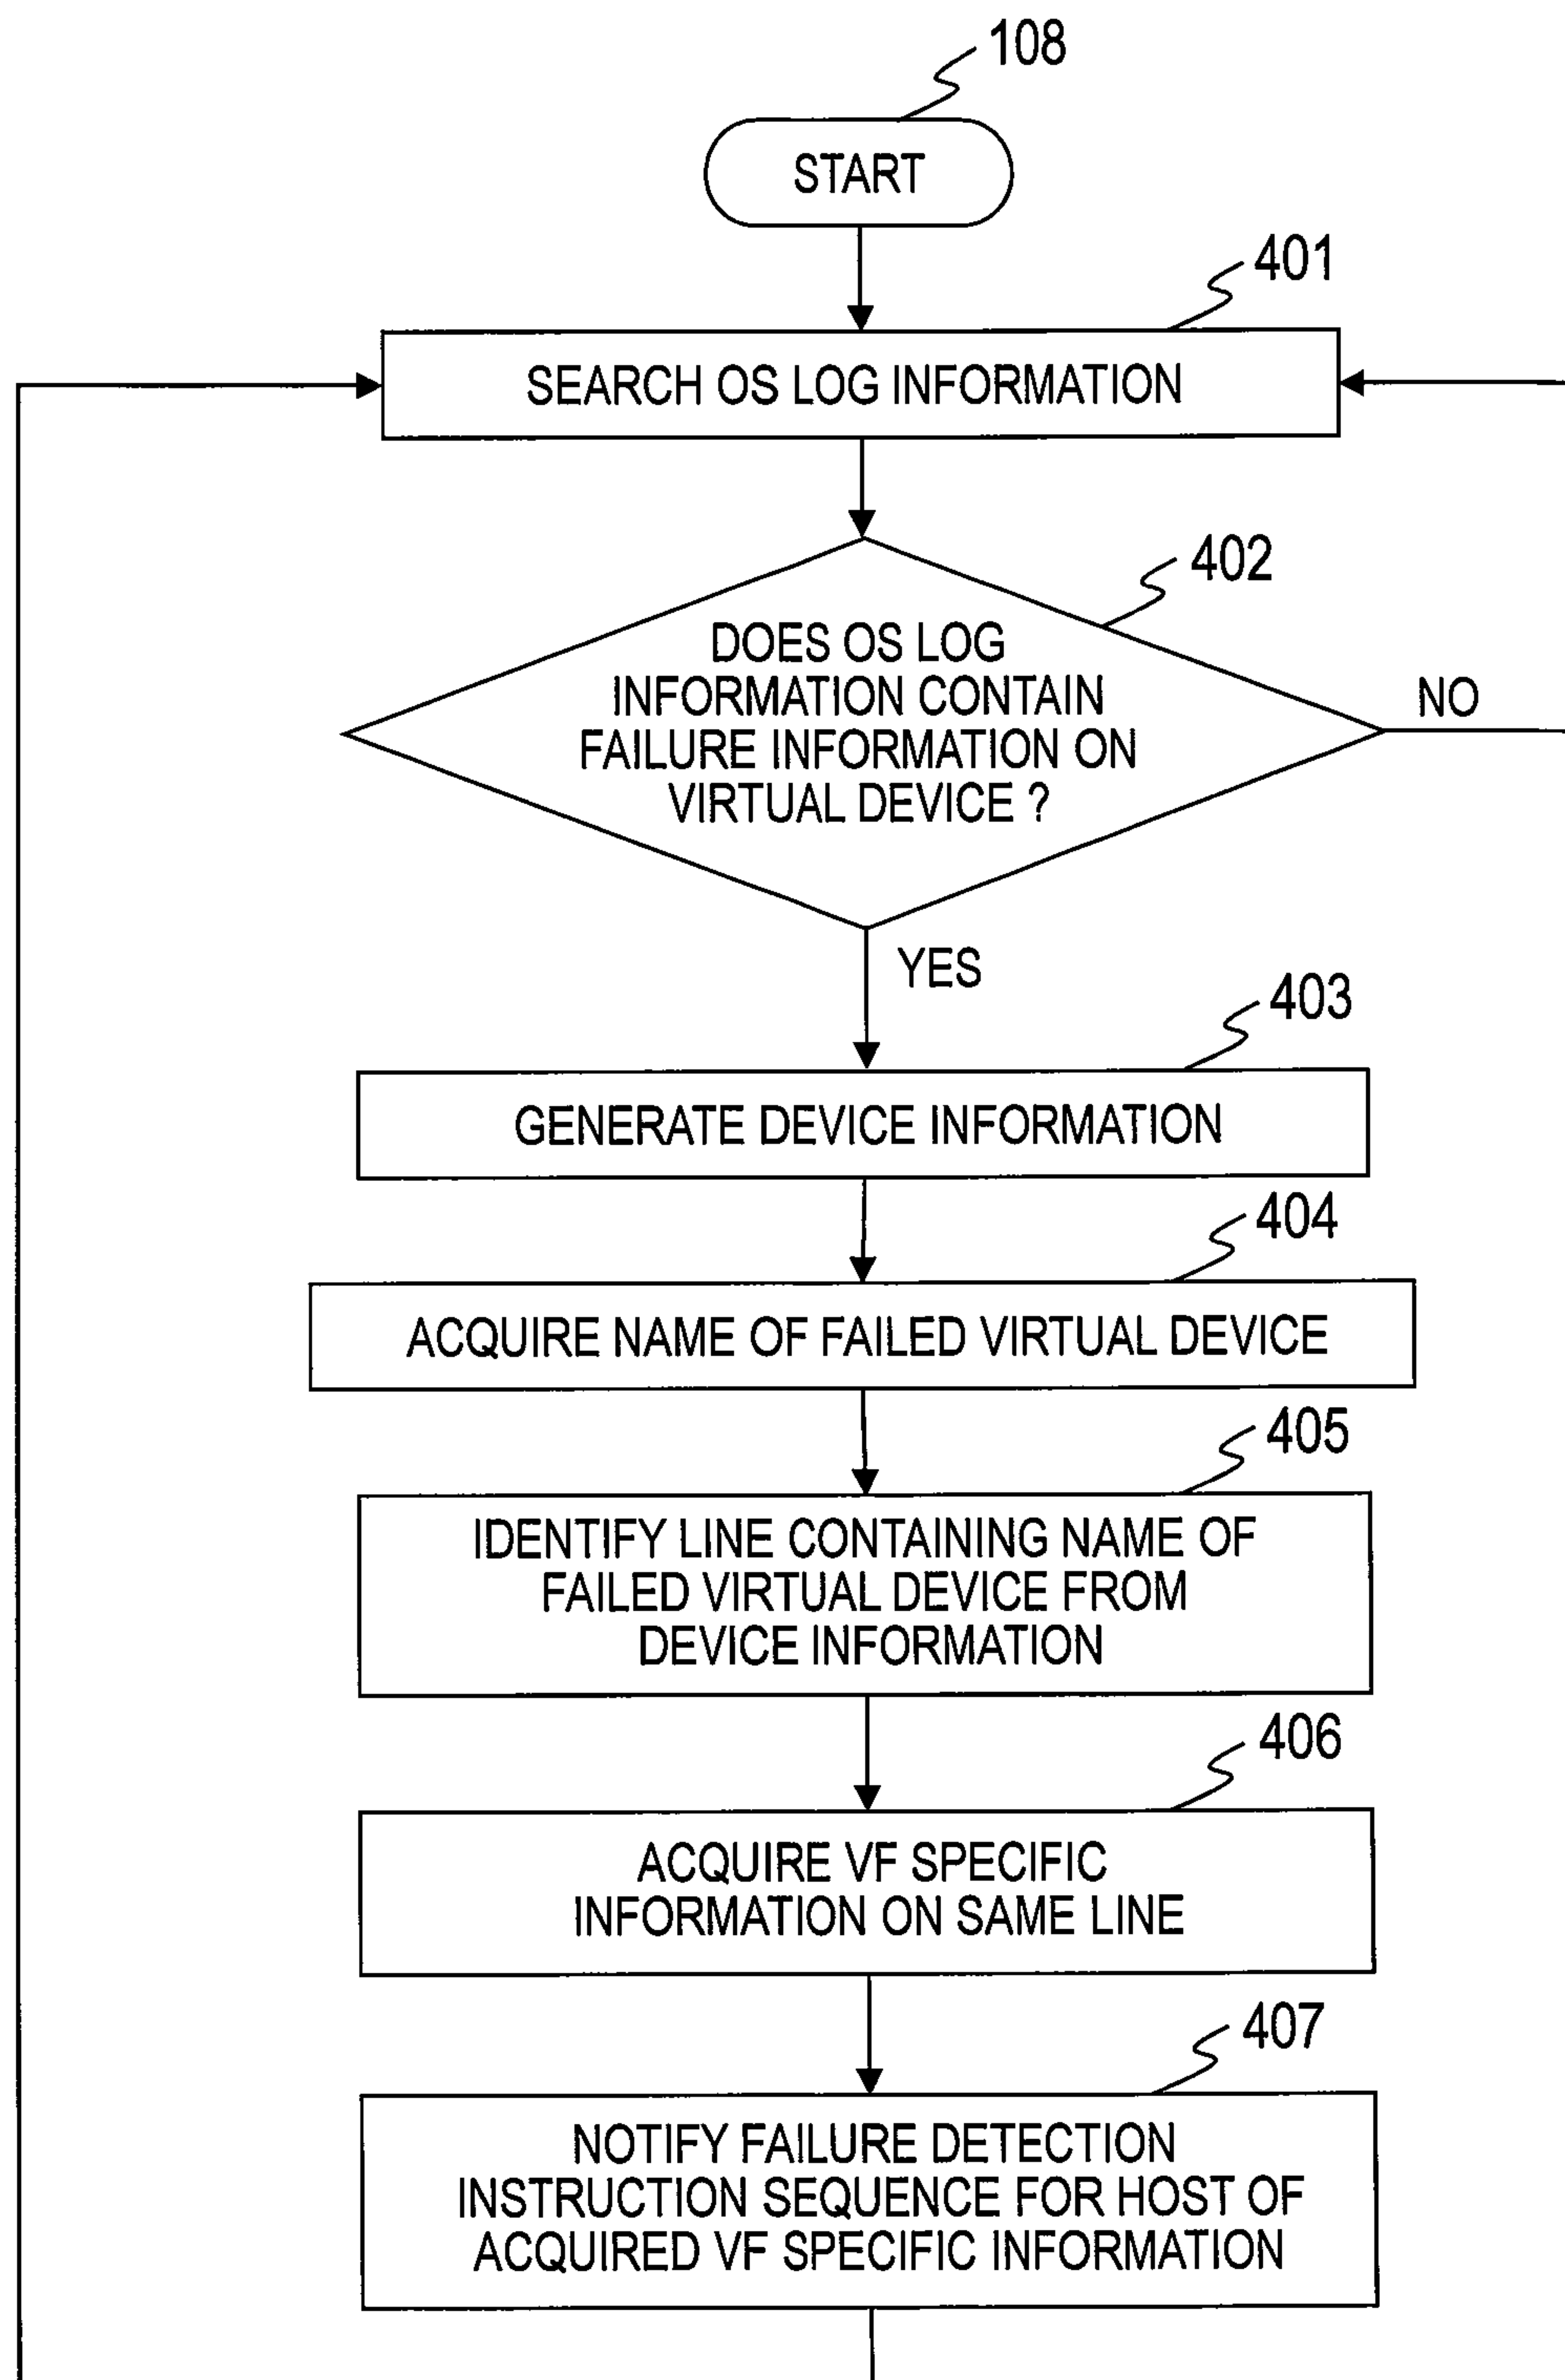 108
START
401
SEARCH OS LOG INFORMATION
402
DOES OS LOG
INFORMATION CONTAIN
FAILURE INFORMATION ON
VIRTUAL DEVICE ?
NO
YES
403
GENERATE DEVICE INFORMATION
404
ACQUIRE NAME OF FAILED VIRTUAL DEVICE
405
IDENTIFY LINE CONTAINING NAME OF
FAILED VIRTUAL DEVICE FROM
DEVICE INFORMATION
406
ACQUIRE VF SPECIFIC
INFORMATION ON SAME LINE
407
NOTIFY FAILURE DETECTION
INSTRUCTION SEQUENCE FOR HOST OF
ACQUIRED VF SPECIFIC INFORMATION